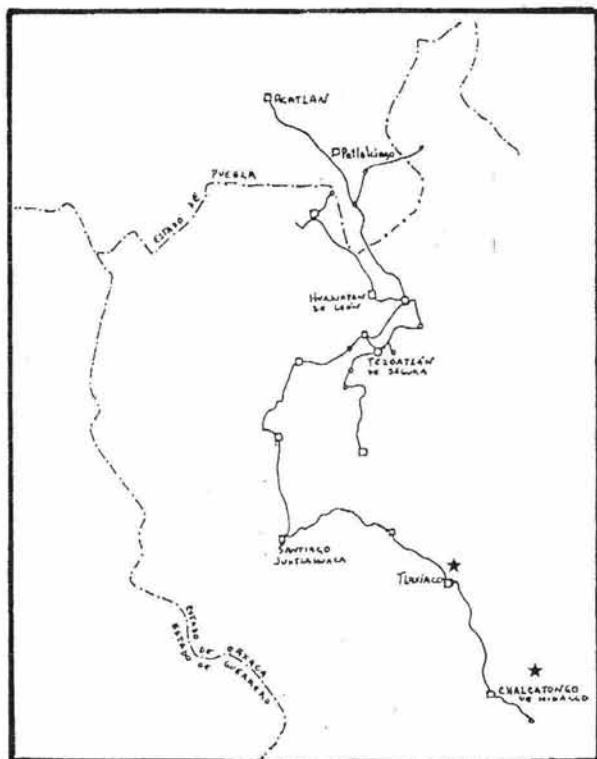 ACATLAN
Petlalcingo
PUEBLA
ESTADO DE
HUAJUAPAN
DE LEÓN
TEZOATLÁN
DE SEGURA
SANTIAGO
JUXTLAHUACA
TLAXIACO
ESTADO DE OAXACA
ESTADO DE GUERRERO
CHALCATONGO
DE HIDALGO